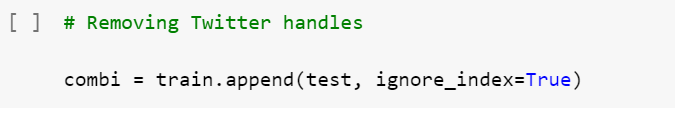 [ ] # Removing Twitter handles
combi = train.append(test, ignore_index=True)